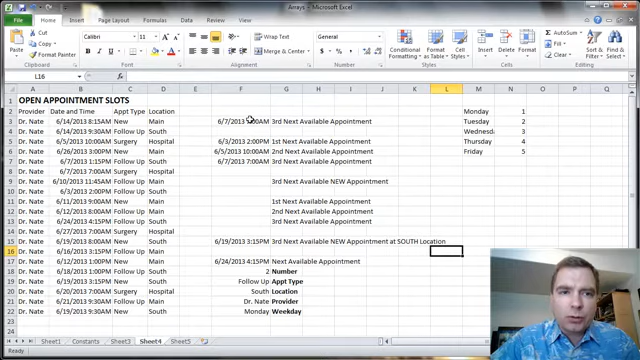 Arrays - Microsoft Excel
File Home Insert Page Layout Formulas Data Review View
Cut Calibri 11 Wrap Text General AutoSum
Copy Fill
Paste Format Painter B I U Merge & Center $ % , Conditional Formatting Format as Table Cell Styles Insert Delete Format Clear Sort & Filter Find & Select
Clipboard Font Alignment Number Styles Cells Editing
L16 fx
A B C D E F G H I J K L M N O
1 OPEN APPOINTMENT SLOTS
2 Provider Date and Time Appt Type Location Monday 1
3 Dr. Nate 6/14/2013 8:15AM New Main 6/7/2013 :00AM 3rd Next Available Appointment Tuesday 2
4 Dr. Nate 6/14/2013 9:30AM Follow Up South Wednesda 3
5 Dr. Nate 6/5/2013 10:00AM Surgery Hospital 6/3/2013 2:00PM 1st Next Available Appointment Thursday 4
6 Dr. Nate 6/7/2013 7:00AM New Main 6/5/2013 10:00AM 2nd Next Available Appointment Friday 5
7 Dr. Nate 6/7/2013 1:15PM Follow Up South 6/7/2013 7:00AM 3rd Next Available Appointment
8 Dr. Nate 6/7/2013 7:00AM Surgery Hospital
9 Dr. Nate 6/10/2013 11:45AM Follow Up Main 3rd Next Available NEW Appointment
10 Dr. Nate 6/3/2013 2:00PM Follow Up South
11 Dr. Nate 6/11/2013 9:00AM New Main 1st Next Available Appointment
12 Dr. Nate 6/12/2013 8:00AM Follow Up Main 2nd Next Available Appointment
13 Dr. Nate 6/24/2013 4:15PM Follow Up South 3rd Next Available Appointment
14 Dr. Nate 6/27/2013 7:00AM Surgery Hospital
15 Dr. Nate 6/19/2013 8:00AM New South 6/19/2013 3:15PM 3rd Next Available NEW Appointment at SOUTH Location
16 Dr. Nate 6/16/2013 3:15PM Follow Up Main
17 Dr. Nate 6/12/2013 1:00PM New Main 6/24/2013 4:15PM Next Available Appointment
18 Dr. Nate 6/18/2013 1:00PM Follow Up South 2 Number
19 Dr. Nate 6/19/2013 3:15PM New South Follow Up Appt Type
20 Dr. Nate 6/20/2013 7:00AM Surgery Hospital South Location
21 Dr. Nate 6/21/2013 9:30AM Follow Up Main Dr. Nate Provider
22 Dr. Nate 6/19/2013 9:30AM New South Monday Weekday
23
24
Sheet1 Constants Sheet3 Sheet4 Sheet5
Ready